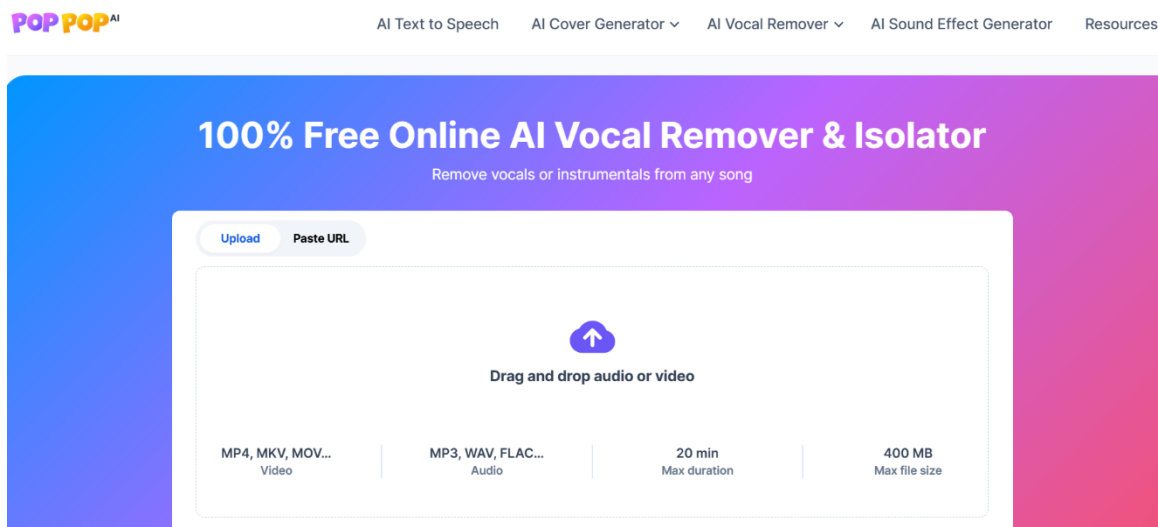 POP POP AI
AI Text to Speech AI Cover Generator AI Vocal Remover AI Sound Effect Generator Resources
100% Free Online AI Vocal Remover & Isolator
Remove vocals or instrumentals from any song
Upload Paste URL
Drag and drop audio or video
MP4, MKV, MOV... MP3, WAV, FLAC... 20 min 400 MB
Video Audio Max duration Max file size